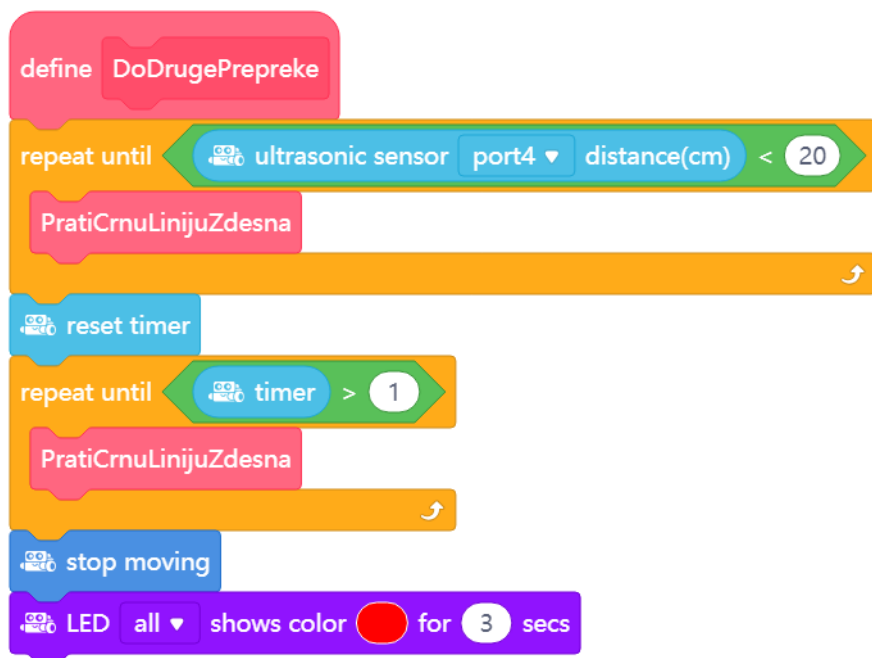 define DoDrugePrepreke
repeat until ultrasonic sensor port4 distance(cm) < 20
PratiCrnuLinijuZdesna
reset timer
repeat until timer > 1
PratiCrnuLinijuZdesna
stop moving
LED all shows color for 3 secs